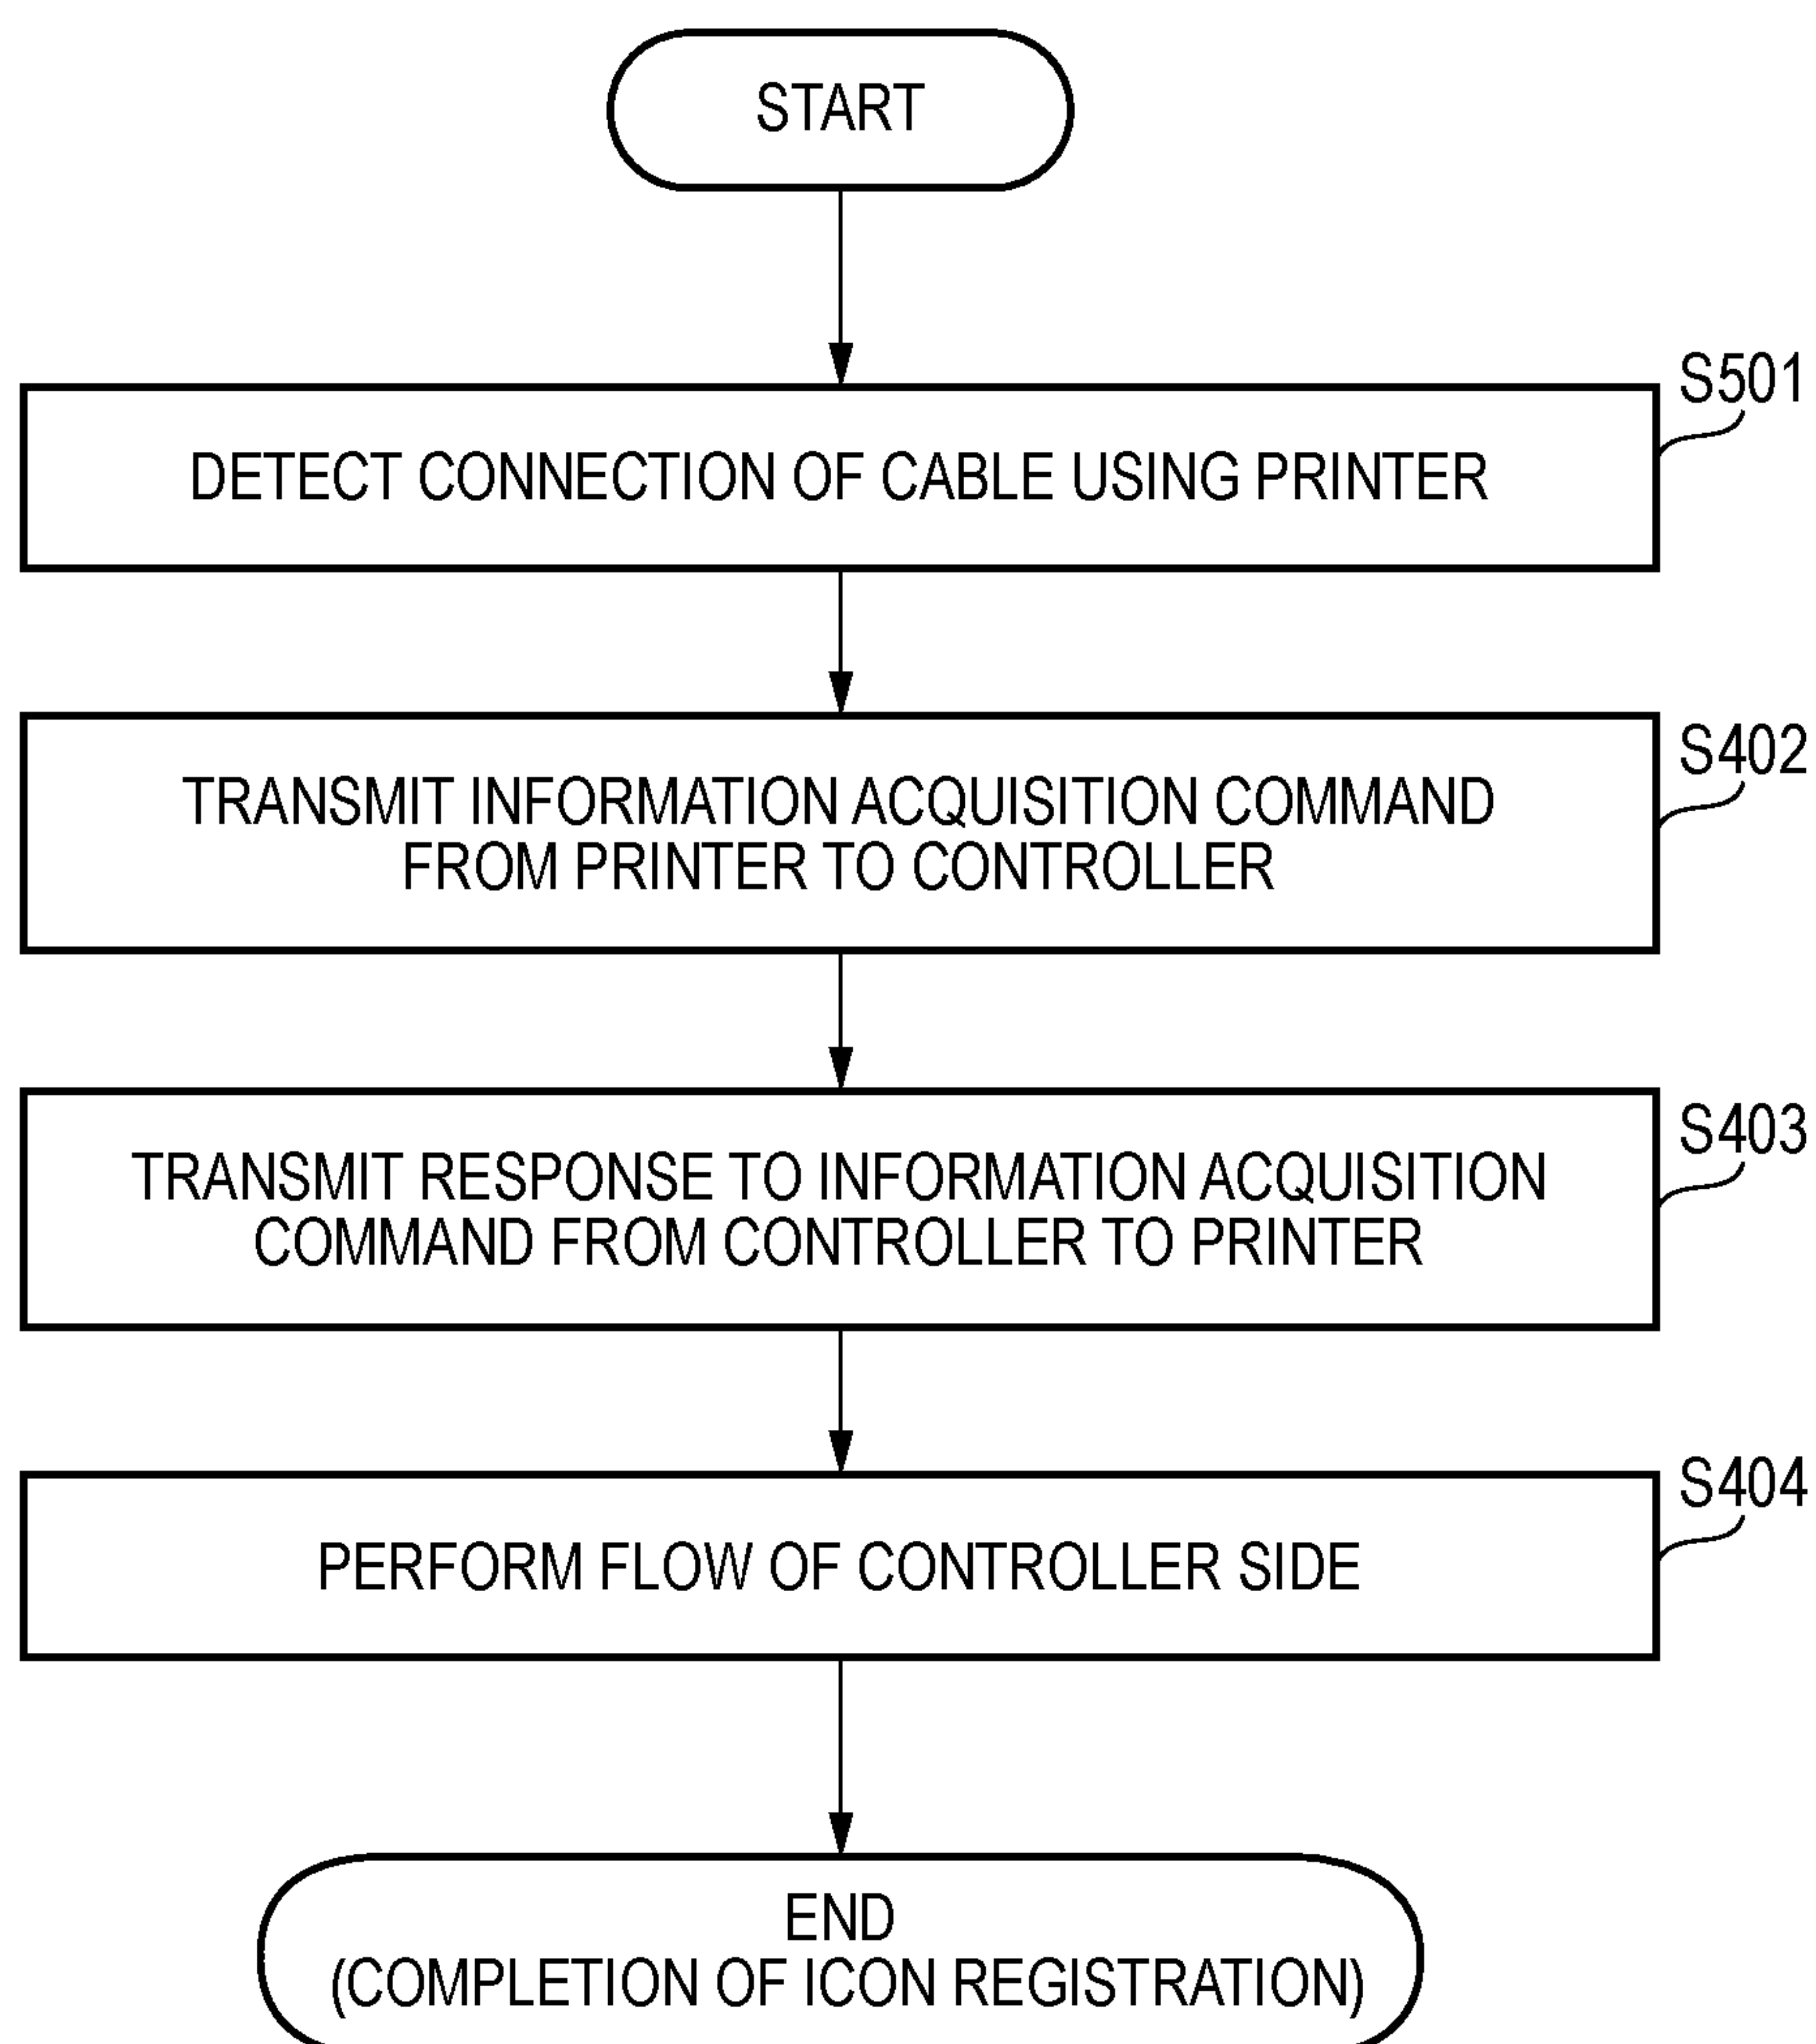 START
S501
DETECT CONNECTION OF CABLE USING PRINTER
S402
TRANSMIT INFORMATION ACQUISITION COMMAND
FROM PRINTER TO CONTROLLER
S403
TRANSMIT RESPONSE TO INFORMATION ACQUISITION
COMMAND FROM CONTROLLER TO PRINTER
S404
PERFORM FLOW OF CONTROLLER SIDE
END
(COMPLETION OF ICON REGISTRATION)